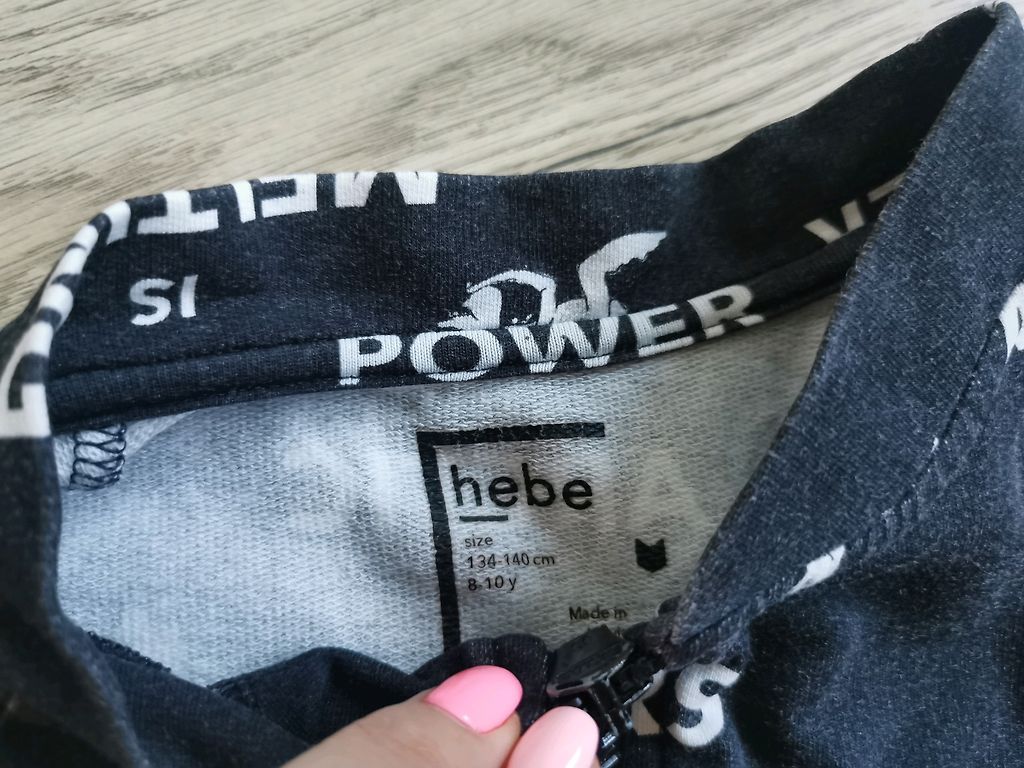 SI
POWER
hebe
size
134-140 cm
8-10 y
Made in